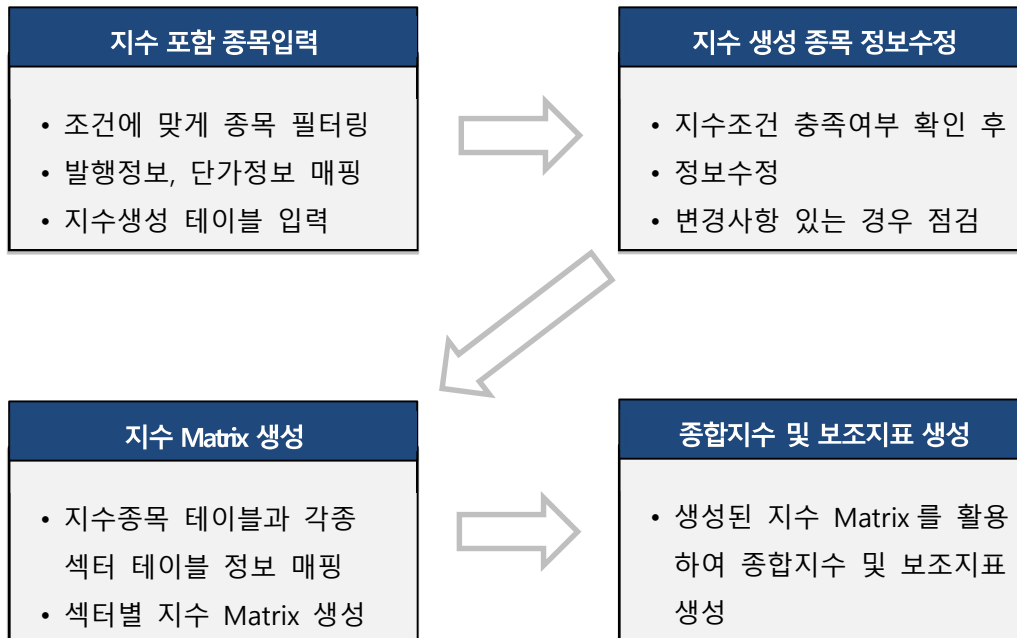 지수 포함 종목입력
• 조건에 맞게 종목 필터링
• 발행정보, 단가정보 매핑
• 지수생성 테이블 입력
지수 생성 종목 정보수정
• 지수조건 충족여부 확인 후
• 정보수정
• 변경사항 있는 경우 점검
지수 Matrix 생성
• 지수종목 테이블과 각종
섹터 테이블 정보 매핑
• 섹터별 지수 Matrix 생성
종합지수 및 보조지표 생성
• 생성된 지수 Matrix 를 활용
하여 종합지수 및 보조지표
생성